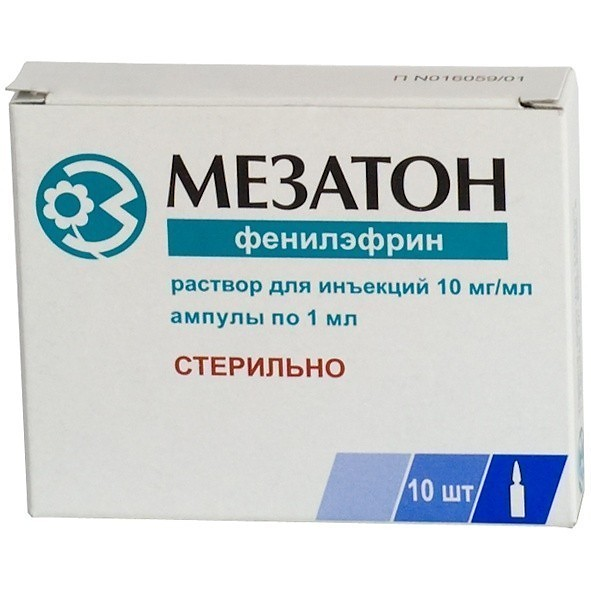 П N016059/01
МЕЗАТОН
фенилэфрин
раствор для инъекций 10 мг/мл
ампулы по 1 мл
СТЕРИЛЬНО
10 шт